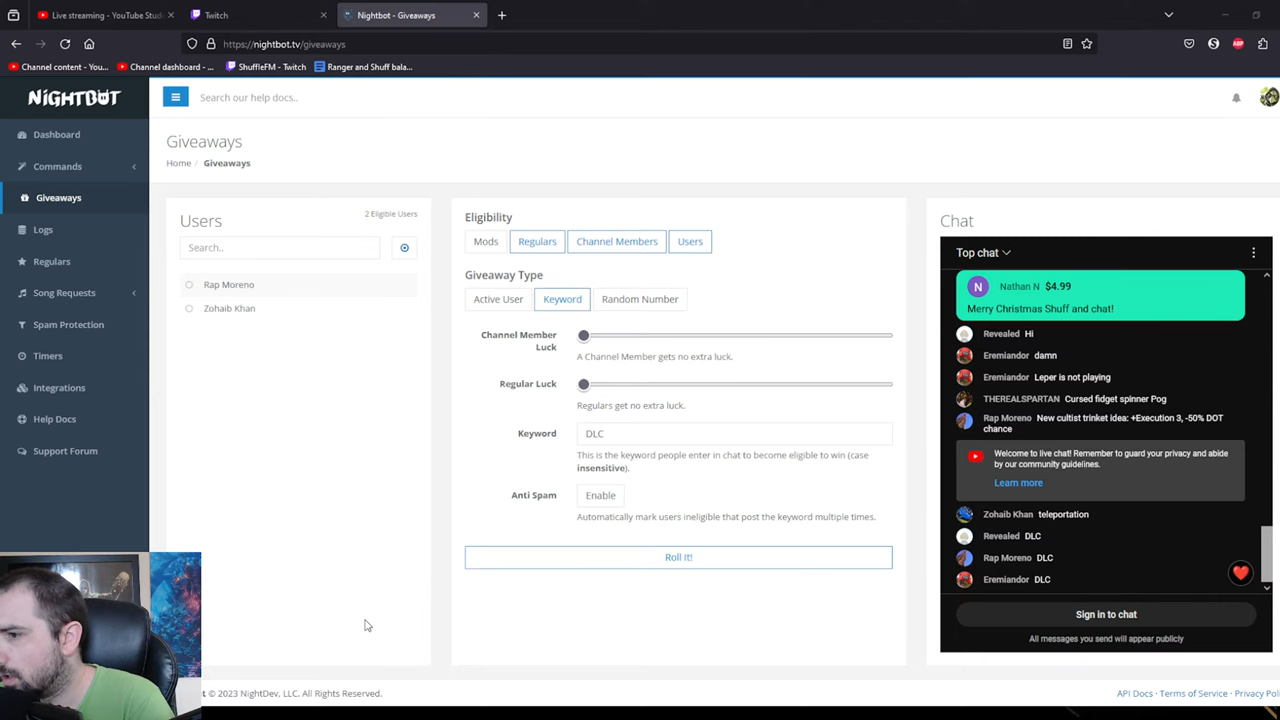 Live streaming - YouTube Stud
Twitch
Nightbot - Giveaways
https://nightbot.tv/giveaways
Channel content - You...
Channel dashboard - ...
ShuffleFM - Twitch
Ranger and Shuff bala...
NIGHTBOT
Search our help docs..
Dashboard
Commands
Giveaways
Logs
Regulars
Song Requests
Spam Protection
Timers
Integrations
Help Docs
Support Forum
Giveaways
Home / Giveaways
Users
2 Eligible Users
Search..
Rap Moreno
Zohaib Khan
Eligibility
Mods Regulars Channel Members Users
Giveaway Type
Active User Keyword Random Number
Channel Member
Luck
A Channel Member gets no extra luck.
Regular Luck
Regulars get no extra luck.
Keyword DLC
This is the keyword people enter in chat to become eligible to win (case
insensitive).
Anti Spam Enable
Automatically mark users ineligible that post the keyword multiple times.
Roll It!
Chat
Top chat
N Nathan N $4.99
Merry Christmas Shuff and chat!
Revealed Hi
Eremiandor damn
Eremiandor Leper is not playing
THEREALSPARTAN Cursed fidget spinner Pog
Rap Moreno New cultist trinket idea: +Execution 3, -50% DOT
chance
Welcome to live chat! Remember to guard your privacy and abide
by our community guidelines.
Learn more
Zohaib Khan teleportation
Revealed DLC
Rap Moreno DLC
Eremiandor DLC
Sign in to chat
All messages you send will appear publicly
© 2023 NightDev, LLC. All Rights Reserved.
API Docs · Terms of Service · Privacy Poli